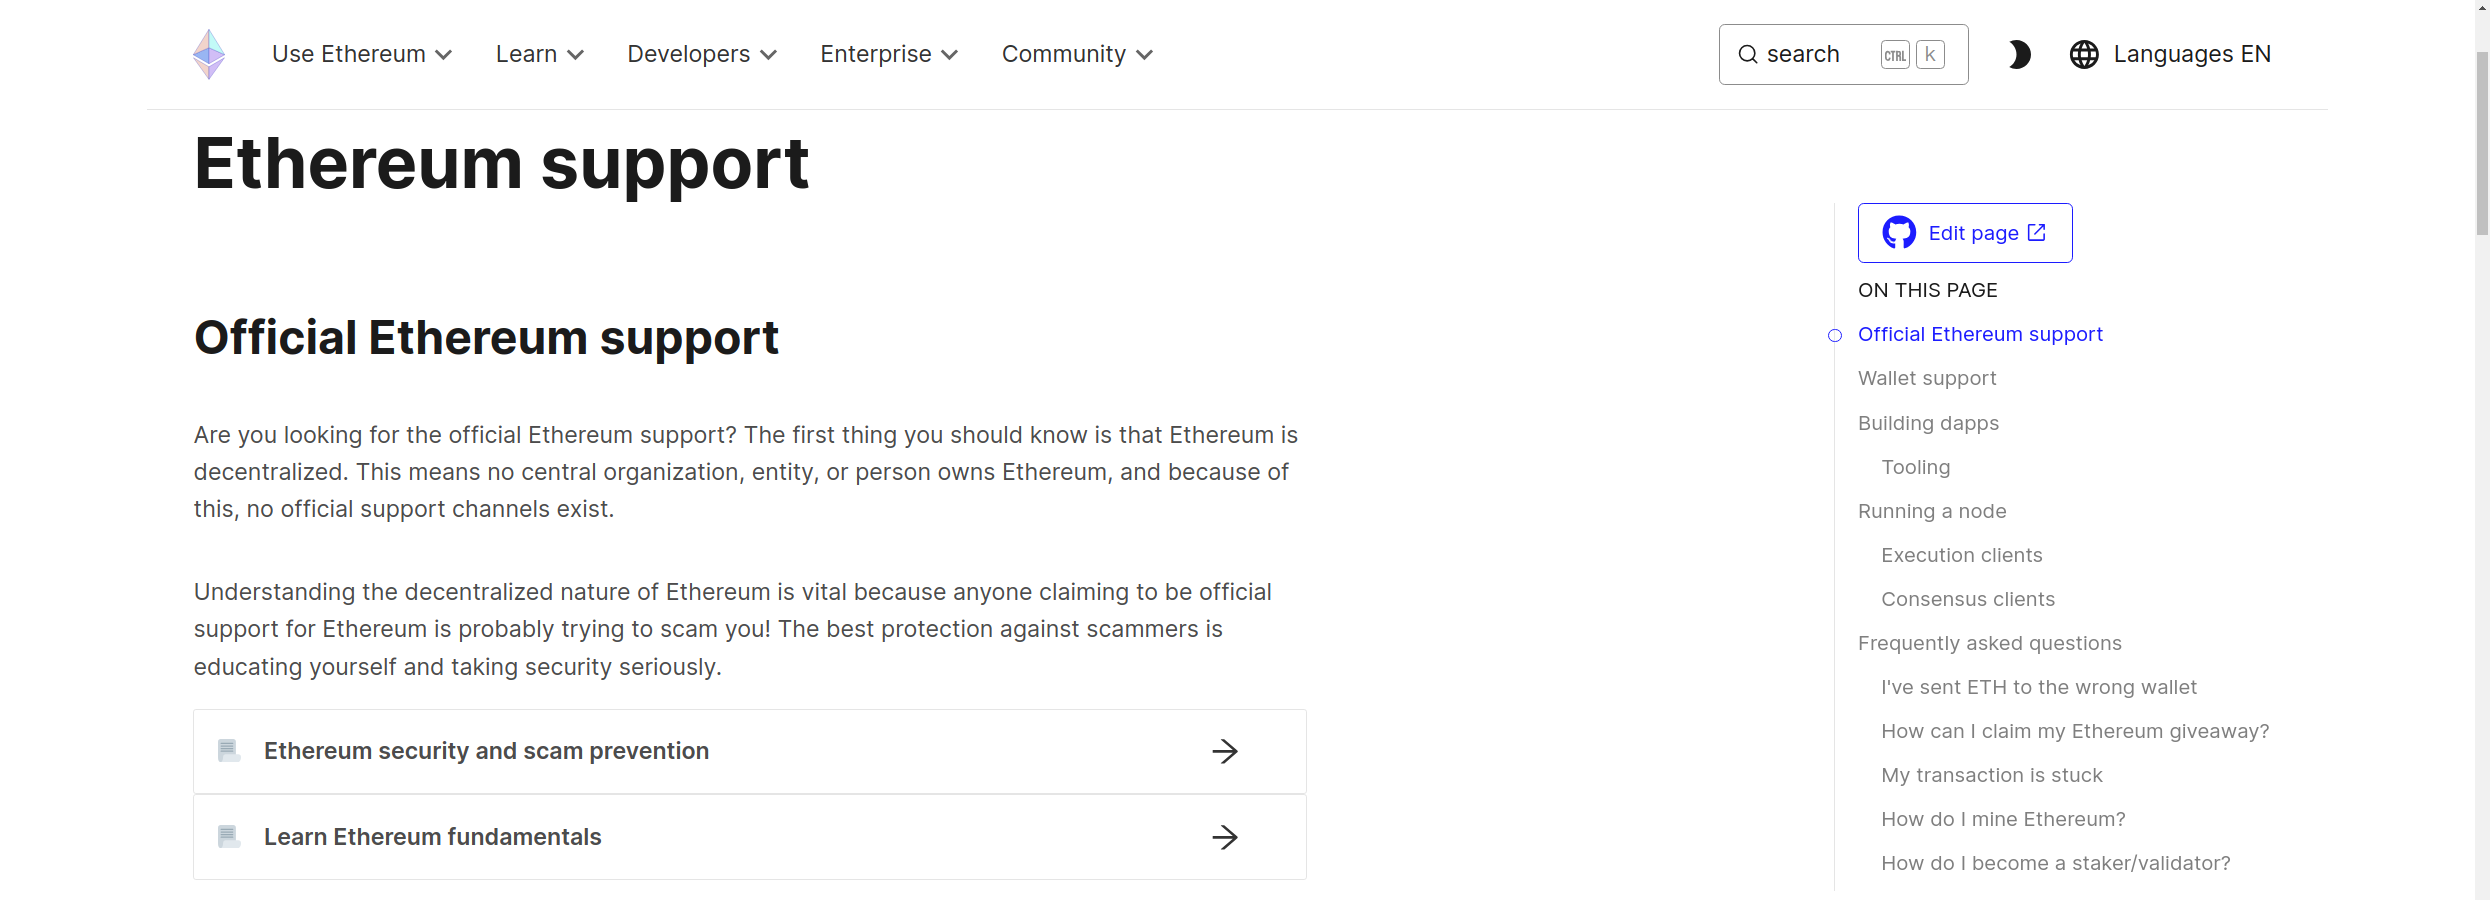 Use Ethereum
Learn
Developers
Enterprise
Community
search
CTRL
k
Languages EN
Ethereum support
Official Ethereum support
Are you looking for the official Ethereum support? The first thing you should know is that Ethereum is
decentralized. This means no central organization, entity, or person owns Ethereum, and because of
this, no official support channels exist.
Understanding the decentralized nature of Ethereum is vital because anyone claiming to be official
support for Ethereum is probably trying to scam you! The best protection against scammers is
educating yourself and taking security seriously.
Ethereum security and scam prevention
Learn Ethereum fundamentals
Edit page
ON THIS PAGE
Official Ethereum support
Wallet support
Building dapps
Tooling
Running a node
Execution clients
Consensus clients
Frequently asked questions
I've sent ETH to the wrong wallet
How can I claim my Ethereum giveaway?
My transaction is stuck
How do I mine Ethereum?
How do I become a staker/validator?